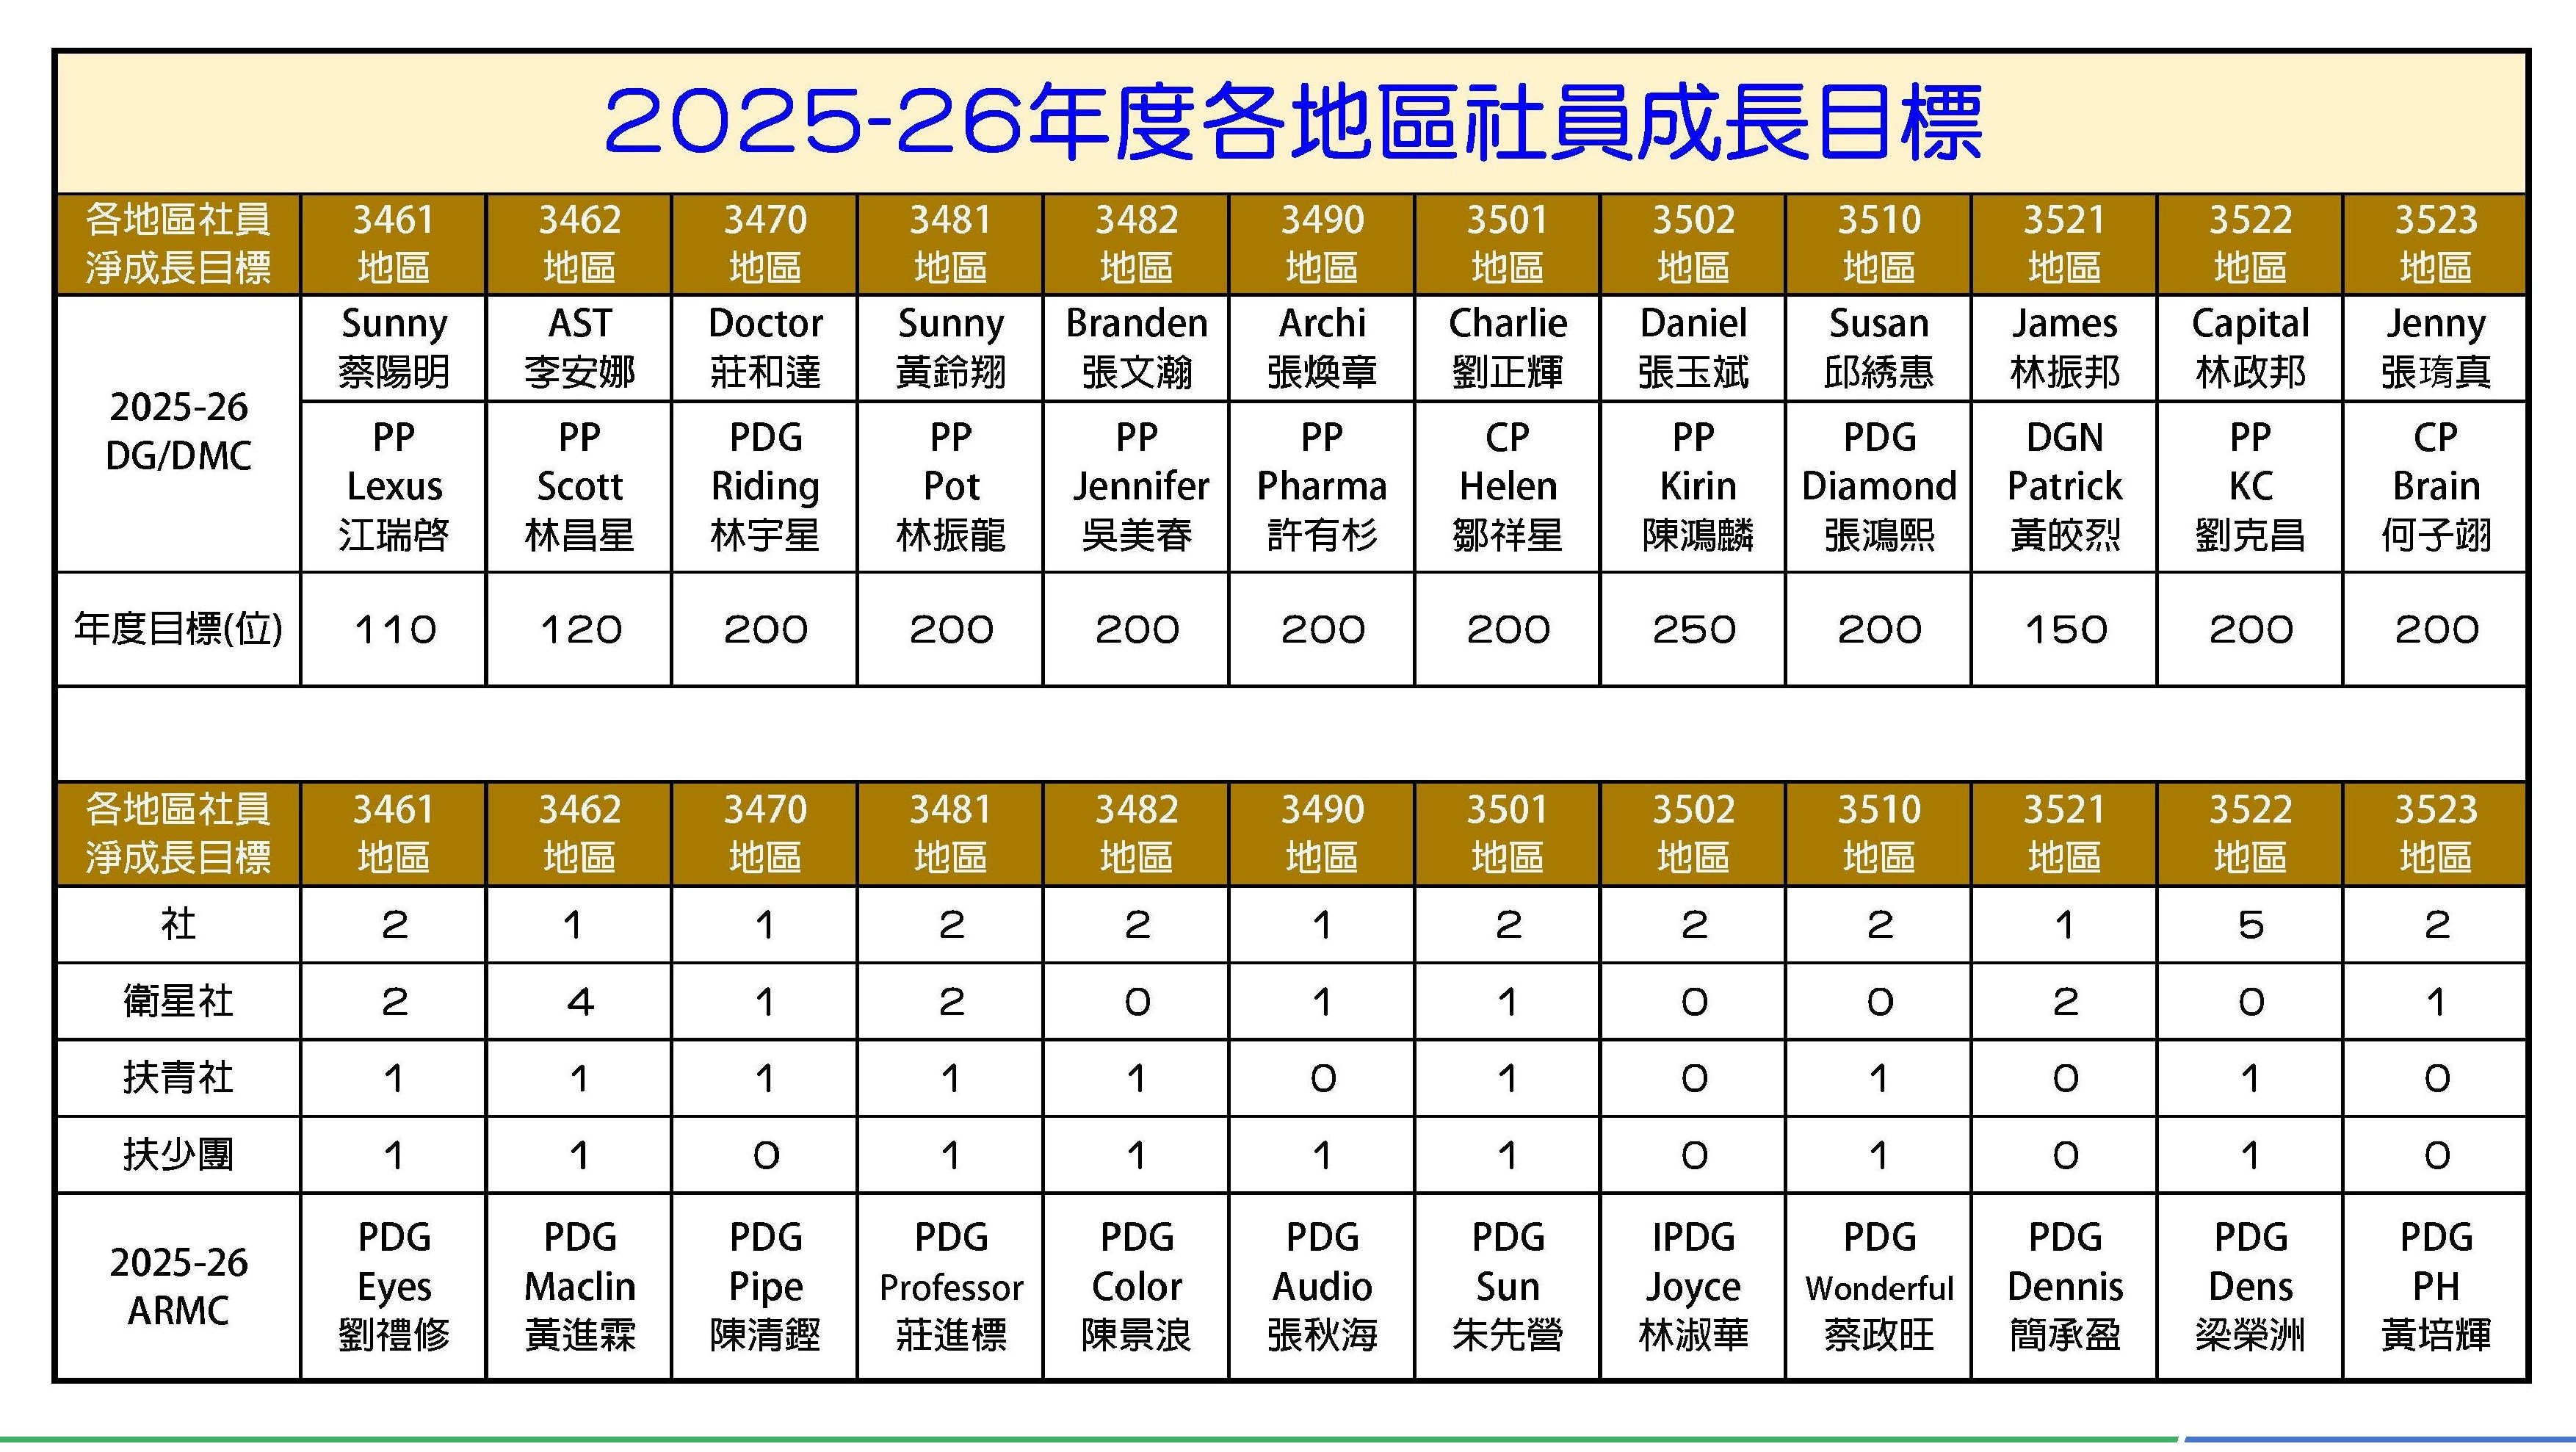 2025-26年度各地區社員成長目標
各地區社員 3461 3462 3470 3481 3482 3490 3501 3502 3510 3521 3522 3523
淨成長目標 地區 地區 地區 地區 地區 地區 地區 地區 地區 地區 地區 地區
2025-26
DG/DMC
Sunny AST Doctor Sunny Branden Archi Charlie Daniel Susan James Capital Jenny
蔡陽明 李安娜 莊和達 黃鈴翔 張文瀚 張煥章 劉正輝 張玉斌 邱綉惠 林振邦 林政邦 張瑦真
PP PP PDG PP PP PP CP PP PDG DGN PP CP
Lexus Scott Riding Pot Jennifer Pharma Helen Kirin Diamond Patrick KC Brain
江瑞啓 林昌星 林宇星 林振龍 吳美春 許有杉 鄒祥星 陳鴻麟 張鴻熙 黃皎烈 劉克昌 何子翊
年度目標(位) 110 120 200 200 200 200 200 250 200 150 200 200
各地區社員 3461 3462 3470 3481 3482 3490 3501 3502 3510 3521 3522 3523
淨成長目標 地區 地區 地區 地區 地區 地區 地區 地區 地區 地區 地區 地區
社 2 1 1 2 2 1 2 2 2 1 5 2
衛星社 2 4 1 2 0 1 1 0 0 2 0 1
扶青社 1 1 1 1 1 0 1 0 1 0 1 0
扶少團 1 1 0 1 1 1 1 0 1 0 1 0
2025-26
ARMC
PDG PDG PDG PDG PDG PDG PDG IPDG PDG PDG PDG PDG
Eyes Maclin Pipe Professor Color Audio Sun Joyce Wonderful Dennis Dens PH
劉禮修 黃進霖 陳清鏗 莊進標 陳景浪 張秋海 朱先營 林淑華 蔡政旺 簡承盈 梁榮洲 黃培輝